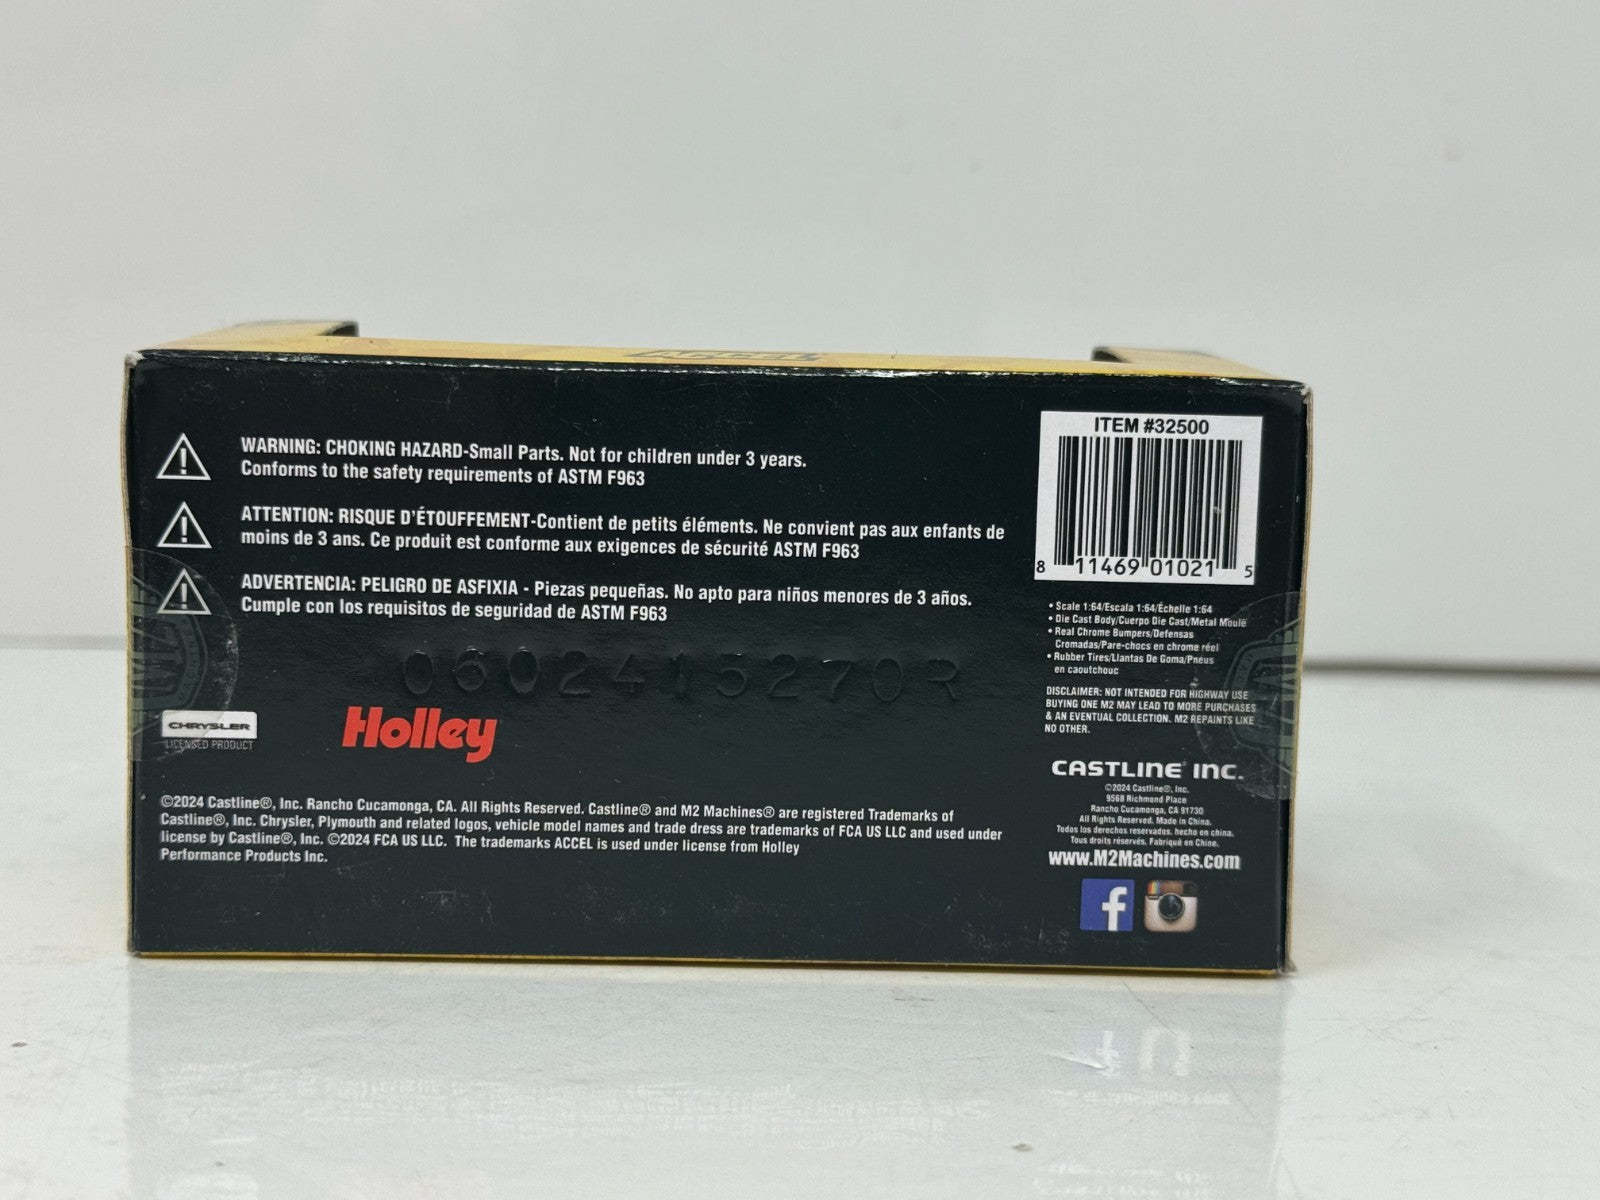 ACCEL
WARNING: CHOKING HAZARD-Small Parts. Not for children under 3 years.
Conforms to the safety requirements of ASTM F963
ATTENTION: RISQUE D'ÉTOUFFEMENT-Contient de petits éléments. Ne convient pas aux enfants de
moins de 3 ans. Ce produit est conforme aux exigences de sécurité ASTM F963
ADVERTENCIA: PELIGRO DE ASFIXIA - Piezas pequeñas. No apto para niños menores de 3 años.
Cumple con los requisitos de seguridad de ASTM F963
0602415270R
CHRYSLER
LICENSED PRODUCT
Holley
©2024 Castline®, Inc. Rancho Cucamonga, CA. All Rights Reserved. Castline® and M2 Machines® are registered Trademarks of
Castline®, Inc. Chrysler, Plymouth and related logos, vehicle model names and trade dress are trademarks of FCA US LLC and used under
license by Castline®, Inc. ©2024 FCA US LLC. The trademarks ACCEL is used under license from Holley
Performance Products Inc.
ITEM #32500
8 11469 01021 5
• Scale 1:64/Escala 1:64/Échelle 1:64
• Die Cast Body/Cuerpo Die Cast/Metal Moulé
• Real Chrome Bumpers/Defensas
Cromadas/Pare-chocs en chrome réel
• Rubber Tires/Llantas De Goma/Pneus
en caoutchouc
DISCLAIMER: NOT INTENDED FOR HIGHWAY USE
BUYING ONE M2 MAY LEAD TO MORE PURCHASES
& AN EVENTUAL COLLECTION. M2 REPAINTS LIKE
NO OTHER.
CASTLINE® INC.
©2024 Castline®, Inc.
9568 Richmond Place
Rancho Cucamonga, CA 91730
All Rights Reserved. Made in China.
Todos los derechos reservados. hecho en china.
Tous droits réservés. Fabriqué en Chine.
www.M2Machines.com